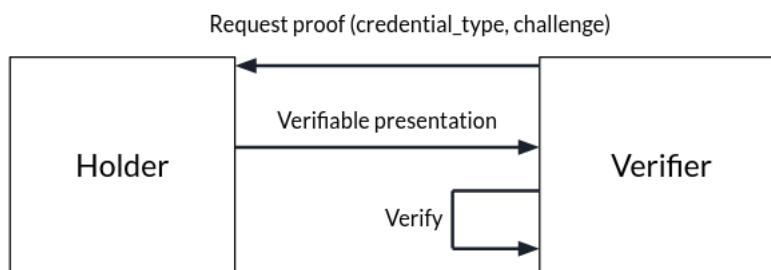 Request proof (credential_type, challenge)
Verifiable presentation
Holder
Verifier
Verify